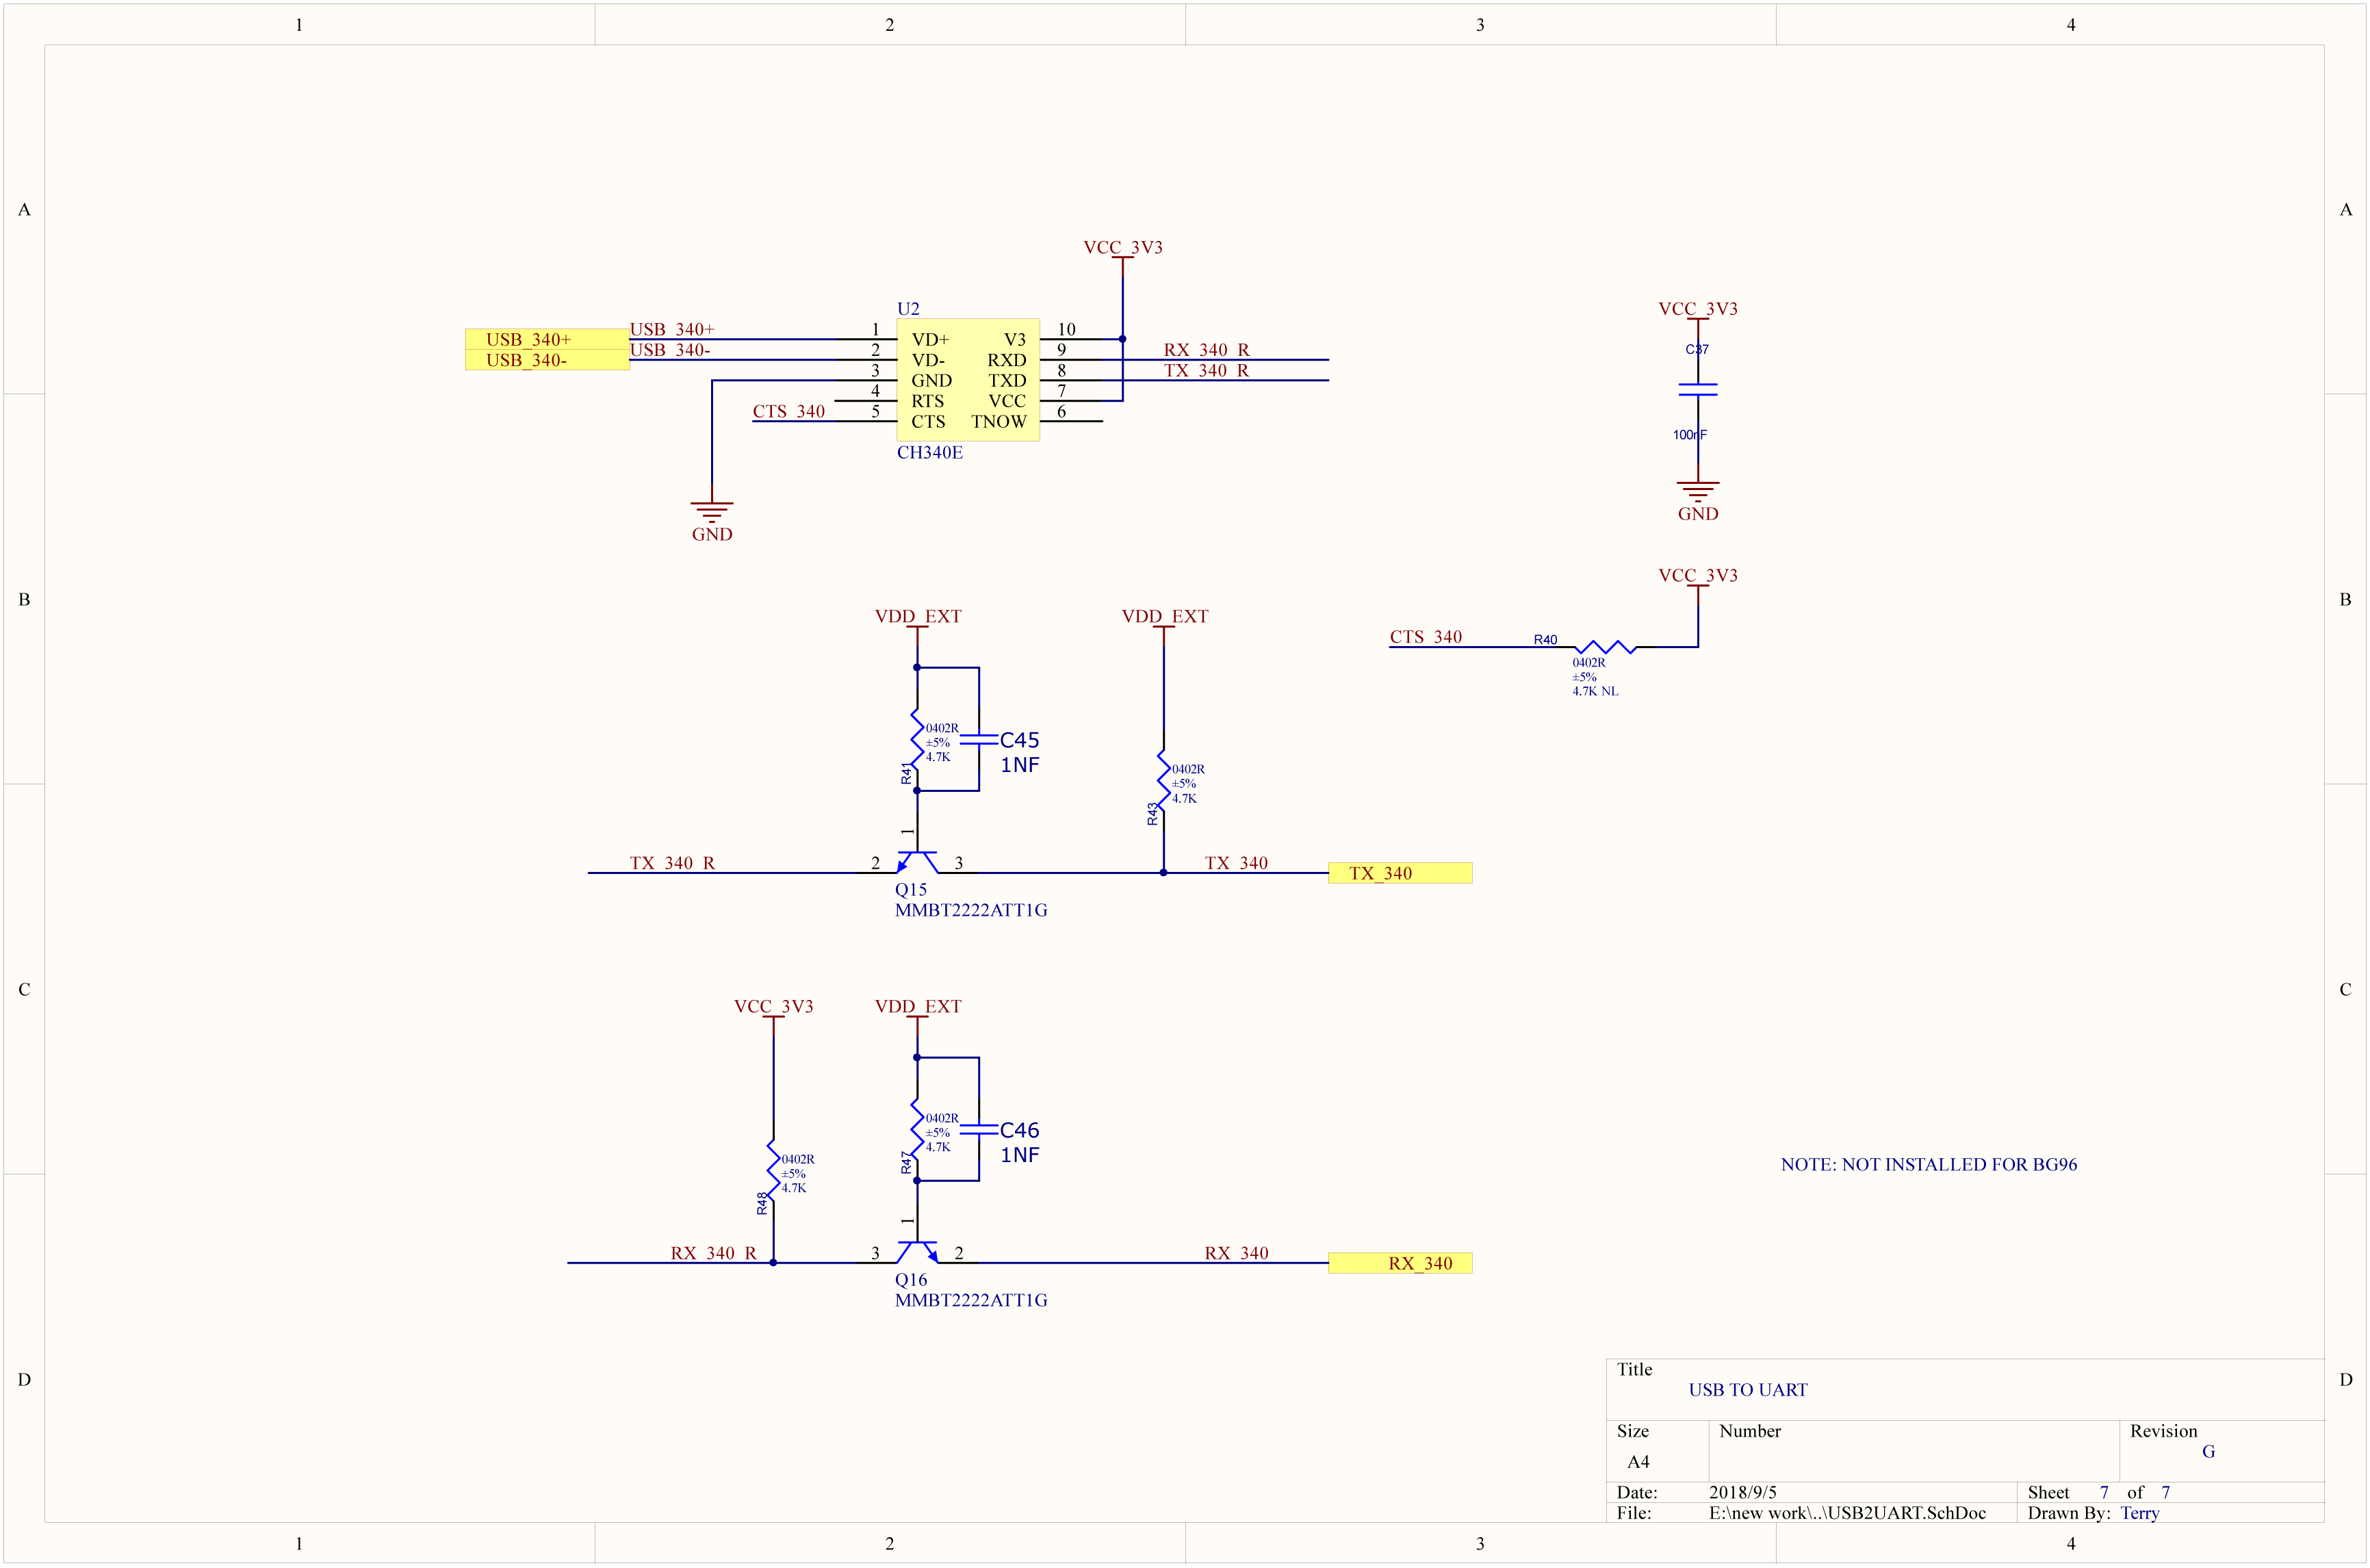 1 2 3 4
A A
VCC_3V3
U2
VCC_3V3
USB_340+ USB_340+ 1 VD+ V3 10
C37
USB_340- USB_340- 2 VD- RXD 9 RX_340_R
3 GND TXD 8 TX_340_R
4 RTS VCC 7
CTS_340 5 CTS TNOW 6
100nF
CH340E
GND
GND
VCC_3V3
B B
VDD_EXT VDD_EXT
CTS_340 R40
0402R
±5%
4.7K NL
0402R
±5%
4.7K
R41
C45
1NF
0402R
±5%
4.7K
R43
1
TX_340_R 2 3 TX_340 TX_340
Q15
MMBT2222ATT1G
C C
VCC_3V3 VDD_EXT
0402R
±5%
4.7K
R47
C46
1NF
0402R
±5%
4.7K
R48
NOTE: NOT INSTALLED FOR BG96
1
RX_340_R 3 2 RX_340 RX_340
Q16
MMBT2222ATT1G
D D
Title
USB TO UART
Size Number Revision
A4 G
Date: 2018/9/5 Sheet 7 of 7
File: E:\new work\..\USB2UART.SchDoc Drawn By: Terry
1 2 3 4